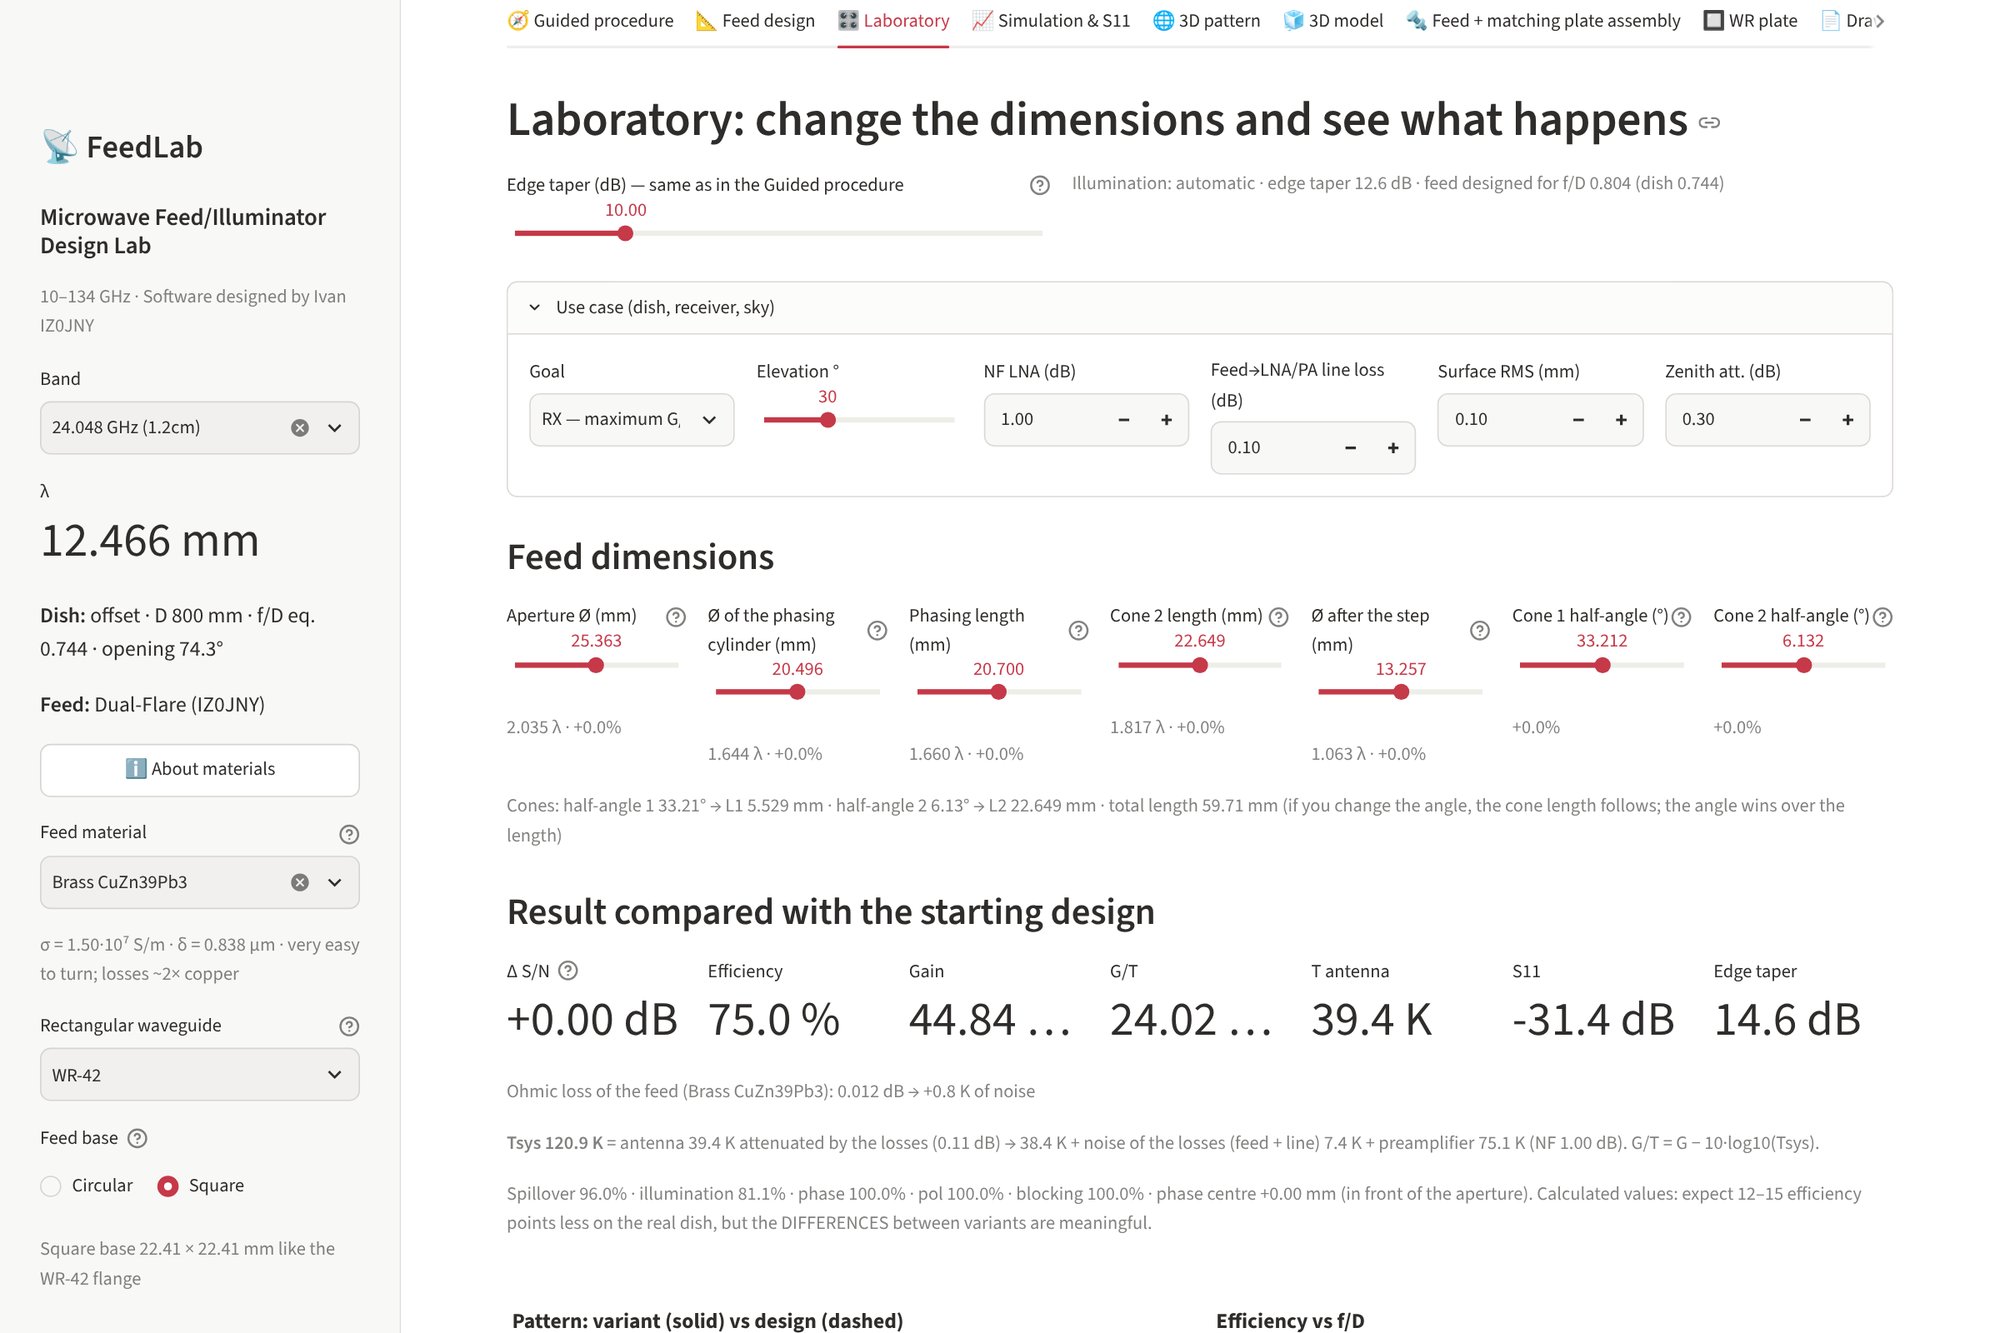 🧭 Guided procedure 📐 Feed design 🎛️ Laboratory 📈 Simulation & S11 🌐 3D pattern 🧊 3D model 🔩 Feed + matching plate assembly 🔲 WR plate 📄 Dra
📡 FeedLab
Microwave Feed/Illuminator
Design Lab
10–134 GHz · Software designed by Ivan
IZ0JNY
Band
24.048 GHz (1.2cm)
λ
12.466 mm
Dish: offset · D 800 mm · f/D eq.
0.744 · opening 74.3°
Feed: Dual-Flare (IZ0JNY)
ℹ️ About materials
Feed material
Brass CuZn39Pb3
σ = 1.50·10⁷ S/m · δ = 0.838 µm · very easy
to turn; losses ~2× copper
Rectangular waveguide
WR-42
Feed base
Circular Square
Square base 22.41 × 22.41 mm like the
WR-42 flange
Laboratory: change the dimensions and see what happens
Edge taper (dB) — same as in the Guided procedure
10.00
Illumination: automatic · edge taper 12.6 dB · feed designed for f/D 0.804 (dish 0.744)
Use case (dish, receiver, sky)
Goal
RX — maximum G,
Elevation °
30
NF LNA (dB)
1.00
Feed→LNA/PA line loss
(dB)
0.10
Surface RMS (mm)
0.10
Zenith att. (dB)
0.30
Feed dimensions
Aperture Ø (mm)
25.363
2.035 λ · +0.0%
Ø of the phasing
cylinder (mm)
20.496
1.644 λ · +0.0%
Phasing length
(mm)
20.700
1.660 λ · +0.0%
Cone 2 length (mm)
22.649
1.817 λ · +0.0%
Ø after the step
(mm)
13.257
1.063 λ · +0.0%
Cone 1 half-angle (°)
33.212
+0.0%
Cone 2 half-angle (°)
6.132
+0.0%
Cones: half-angle 1 33.21° → L1 5.529 mm · half-angle 2 6.13° → L2 22.649 mm · total length 59.71 mm (if you change the angle, the cone length follows; the angle wins over the
length)
Result compared with the starting design
Δ S/N
+0.00 dB
Efficiency
75.0 %
Gain
44.84 …
G/T
24.02 …
T antenna
39.4 K
S11
-31.4 dB
Edge taper
14.6 dB
Ohmic loss of the feed (Brass CuZn39Pb3): 0.012 dB → +0.8 K of noise
Tsys 120.9 K = antenna 39.4 K attenuated by the losses (0.11 dB) → 38.4 K + noise of the losses (feed + line) 7.4 K + preamplifier 75.1 K (NF 1.00 dB). G/T = G − 10·log10(Tsys).
Spillover 96.0% · illumination 81.1% · phase 100.0% · pol 100.0% · blocking 100.0% · phase centre +0.00 mm (in front of the aperture). Calculated values: expect 12–15 efficiency
points less on the real dish, but the DIFFERENCES between variants are meaningful.
Pattern: variant (solid) vs design (dashed)
Efficiency vs f/D